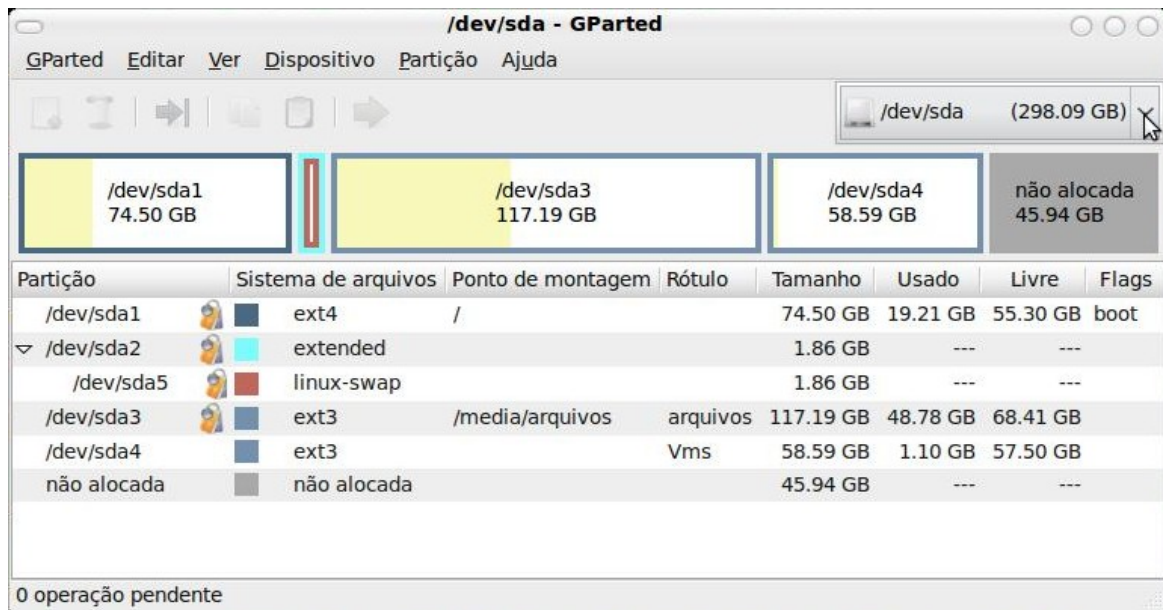 /dev/sda - GParted
GParted Editar Ver Dispositivo Partição Ajuda
/dev/sda (298.09 GB)
/dev/sda1
74.50 GB
/dev/sda3
117.19 GB
/dev/sda4
58.59 GB
não alocada
45.94 GB
Partição Sistema de arquivos Ponto de montagem Rótulo Tamanho Usado Livre Flags
/dev/sda1 ext4 / 74.50 GB 19.21 GB 55.30 GB boot
/dev/sda2 extended 1.86 GB --- ---
/dev/sda5 linux-swap 1.86 GB --- ---
/dev/sda3 ext3 /media/arquivos arquivos 117.19 GB 48.78 GB 68.41 GB
/dev/sda4 ext3 Vms 58.59 GB 1.10 GB 57.50 GB
não alocada não alocada 45.94 GB --- ---
0 operação pendente